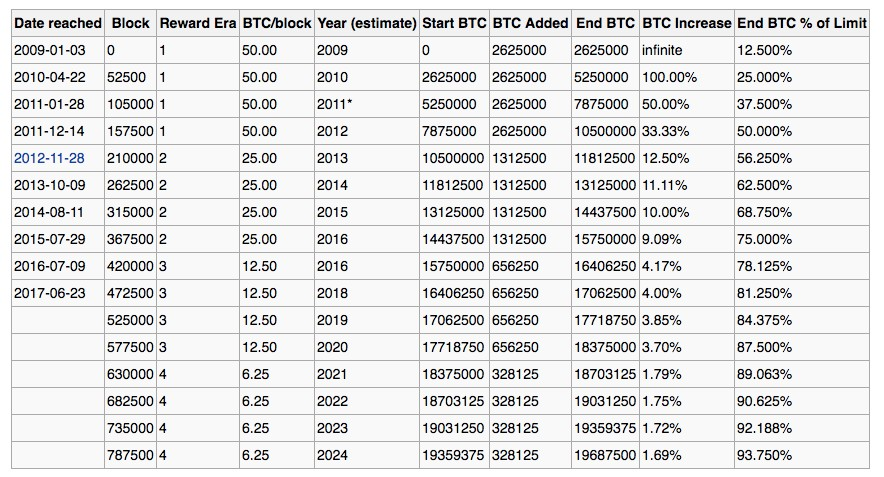 Date reached Block Reward Era BTC/block Year (estimate) Start BTC BTC Added End BTC BTC Increase End BTC % of Limit
2009-01-03 0 1 50.00 2009 0 2625000 2625000 infinite 12.500%
2010-04-22 52500 1 50.00 2010 2625000 2625000 5250000 100.00% 25.000%
2011-01-28 105000 1 50.00 2011* 5250000 2625000 7875000 50.00% 37.500%
2011-12-14 157500 1 50.00 2012 7875000 2625000 10500000 33.33% 50.000%
2012-11-28 210000 2 25.00 2013 10500000 1312500 11812500 12.50% 56.250%
2013-10-09 262500 2 25.00 2014 11812500 1312500 13125000 11.11% 62.500%
2014-08-11 315000 2 25.00 2015 13125000 1312500 14437500 10.00% 68.750%
2015-07-29 367500 2 25.00 2016 14437500 1312500 15750000 9.09% 75.000%
2016-07-09 420000 3 12.50 2016 15750000 656250 16406250 4.17% 78.125%
2017-06-23 472500 3 12.50 2018 16406250 656250 17062500 4.00% 81.250%
525000 3 12.50 2019 17062500 656250 17718750 3.85% 84.375%
577500 3 12.50 2020 17718750 656250 18375000 3.70% 87.500%
630000 4 6.25 2021 18375000 328125 18703125 1.79% 89.063%
682500 4 6.25 2022 18703125 328125 19031250 1.75% 90.625%
735000 4 6.25 2023 19031250 328125 19359375 1.72% 92.188%
787500 4 6.25 2024 19359375 328125 19687500 1.69% 93.750%